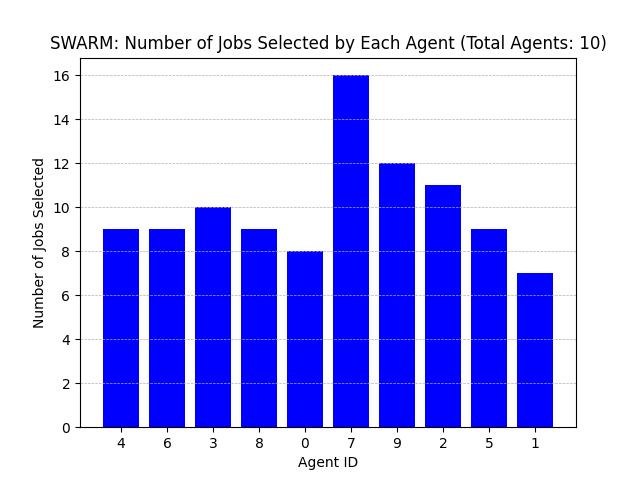 SWARM: Number of Jobs Selected by Each Agent (Total Agents: 10)
Number of Jobs Selected
16
14
12
10
8
6
4
2
0
4 6 3 8 0 7 9 2 5 1
Agent ID